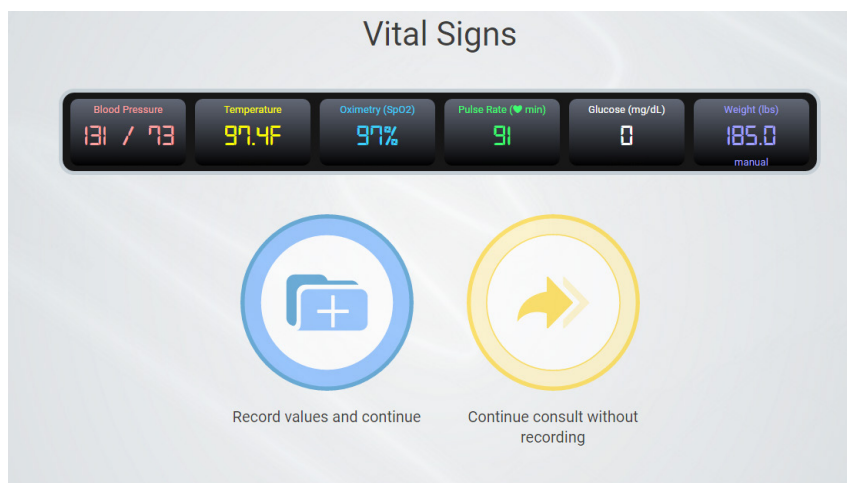 Vital Signs
Blood Pressure
131 / 73
Temperature
97.4F
Oximetry (SpO2)
97%
Pulse Rate (♥ min)
91
Glucose (mg/dL)
0
Weight (lbs)
185.0
manual
Record values and continue
Continue consult without
recording